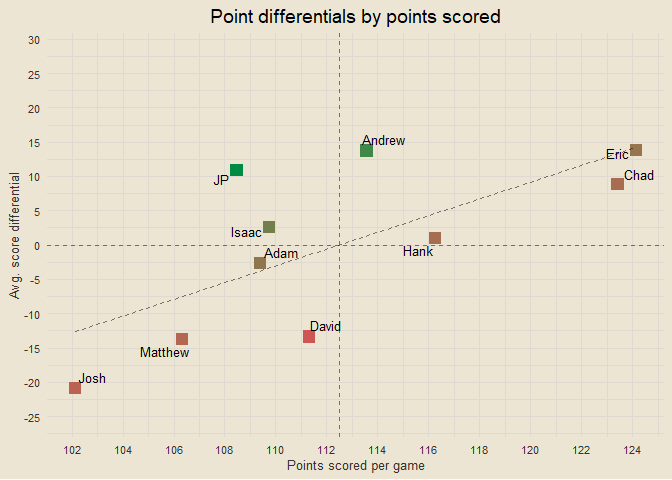 Point differentials by points scored
Avg. score differential
30
25
20
15
10
5
0
-5
-10
-15
-20
-25
Andrew
Eric
Chad
JP
Isaac
Adam
Hank
David
Matthew
Josh
102 104 106 108 110 112 114 116 118 120 122 124
Points scored per game